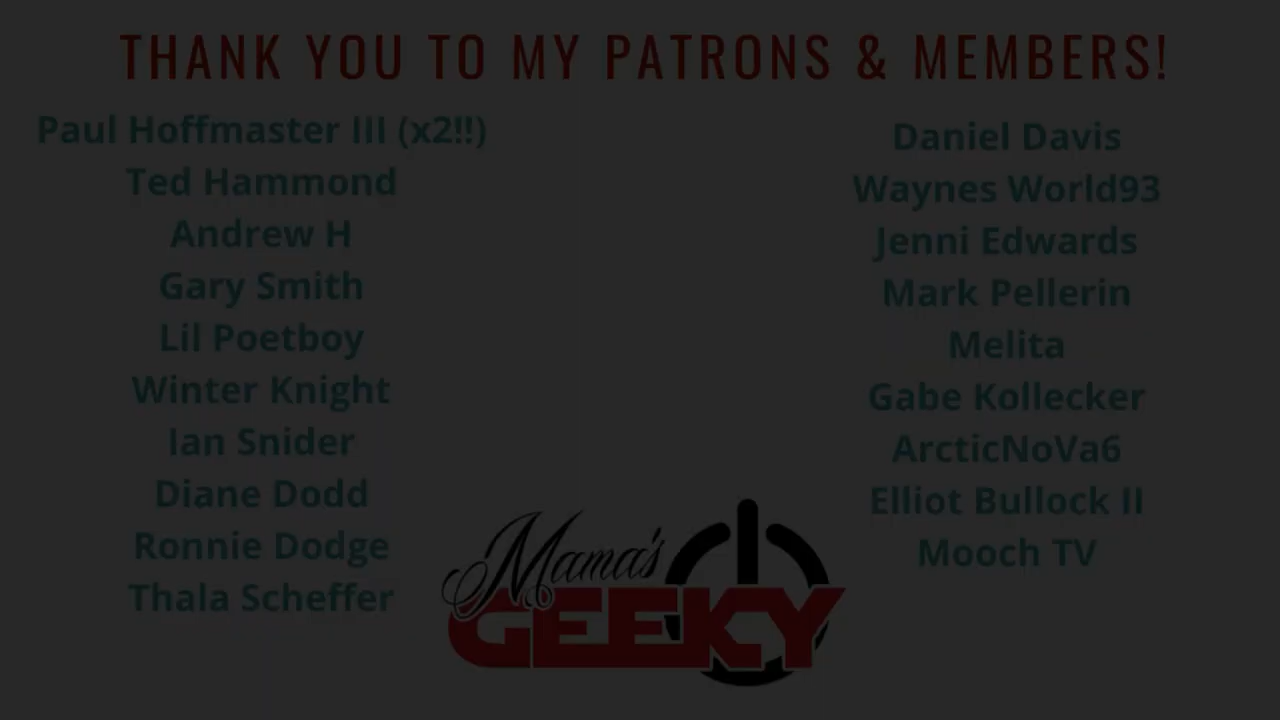 THANK YOU TO MY PATRONS & MEMBERS!
Paul Hoffmaster III (x2!!)
Ted Hammond
Andrew H
Gary Smith
Lil Poetboy
Winter Knight
Ian Snider
Diane Dodd
Ronnie Dodge
Thala Scheffer
Daniel Davis
Waynes World93
Jenni Edwards
Mark Pellerin
Melita
Gabe Kollecker
ArcticNoVa6
Elliot Bullock II
Mooch TV
Mama's
GEEKY